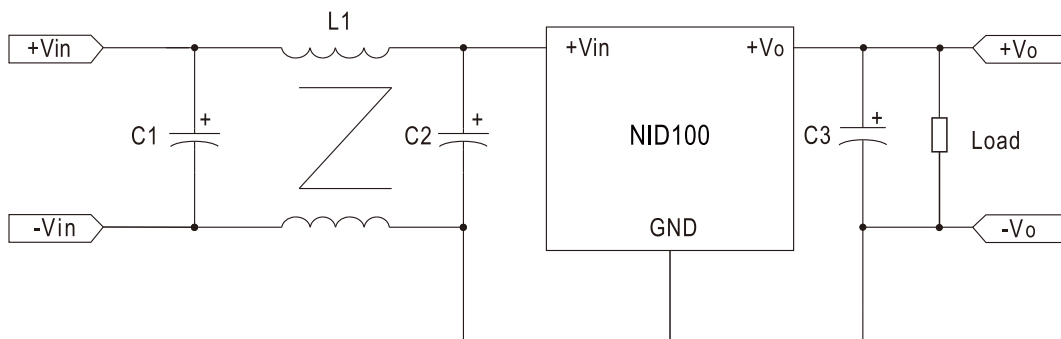 L1
+Vin
+Vin
+Vo
+Vo
C1
+
C2
+
NID100
C3
+
Load
-Vin
GND
-Vo